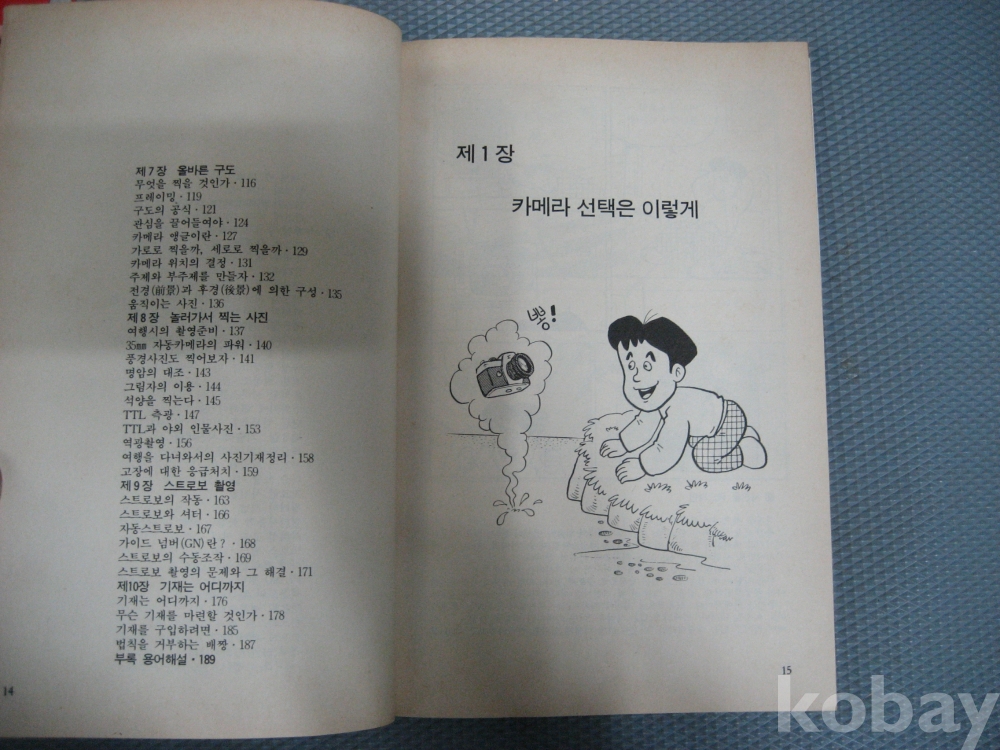 제7장 올바른 구도
무엇을 찍을 것인가·116
프레이밍·119
구도의 공식·121
관심을 끌어들여야·124
카메라 앵글이란·127
가로로 찍을까, 세로로 찍을까·129
카메라 위치의 결정·131
주제와 부주제를 만들자·132
전경(前景)과 후경(後景)에 의한 구성·135
움직이는 사진·136
제8장 놀러가서 찍는 사진
여행시의 촬영준비·137
35㎜ 자동카메라의 파워·140
풍경사진도 찍어보자·141
명암의 대조·143
그림자의 이용·144
석양을 찍는다·145
TTL 측광·147
TTL과 야외 인물사진·153
역광촬영·156
여행을 다녀와서의 사진기재정리·158
고장에 대한 응급처치·159
제9장 스트로보 촬영
스트로보의 작동·163
스트로보와 셔터·166
자동스트로보·167
가이드 넘버(GN)란?·168
스트로보의 수동조작·169
스트로보 촬영의 문제와 그 해결·171
제10장 기재는 어디까지
기재는 어디까지·176
무슨 기재를 마련할 것인가·178
기재를 구입하려면·185
법칙을 거부하는 배짱·187
부록 용어해설·189
14
제1장
카메라 선택은 이렇게
뽕!
15
kobay